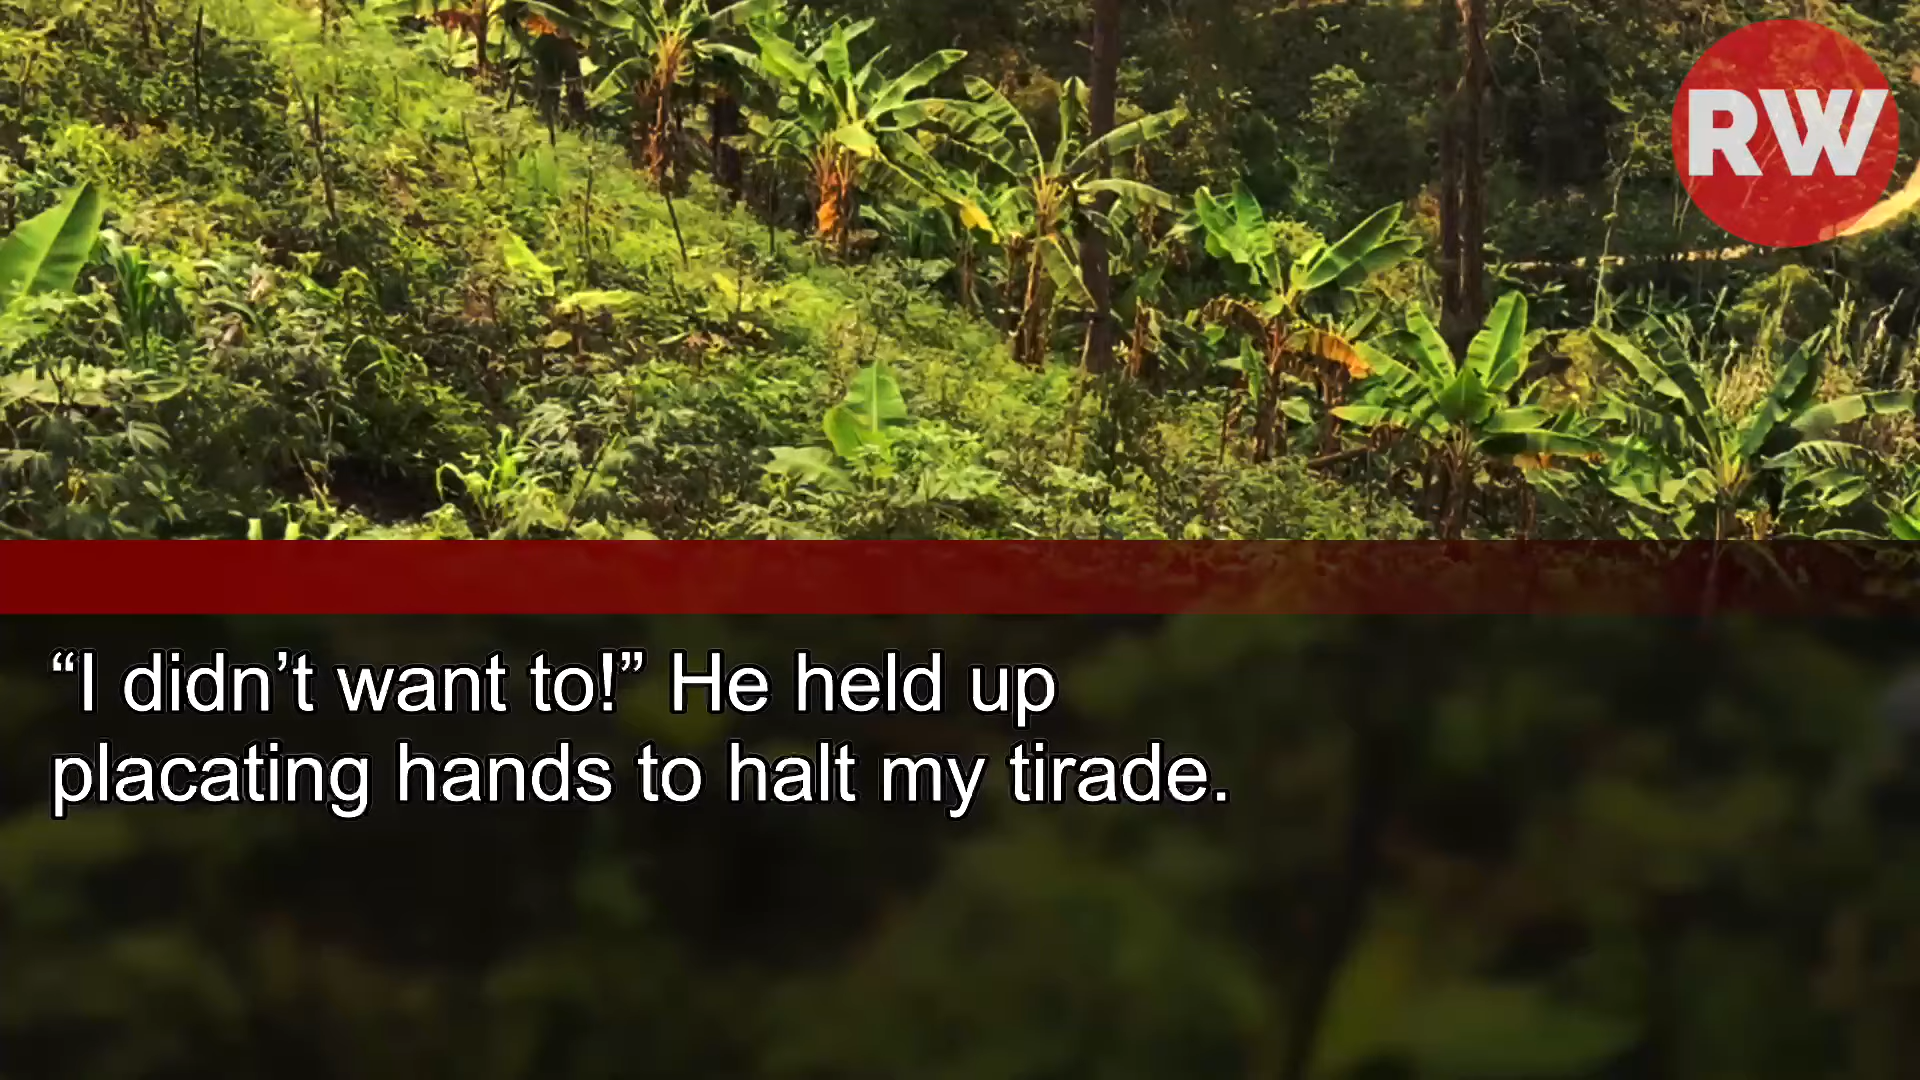 RW
“I didn’t want to!” He held up
placating hands to halt my tirade.